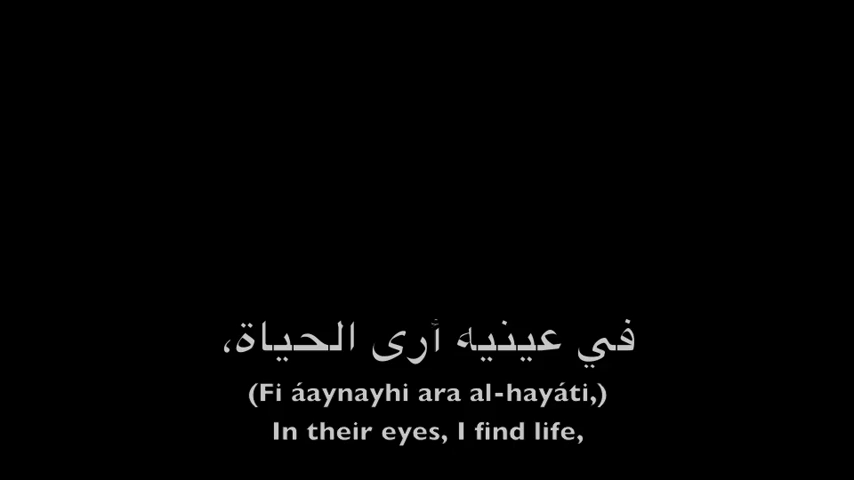 في عينيه أرى الحياة،
(Fi áaynayhi ara al-hayáti,)
In their eyes, I find life,